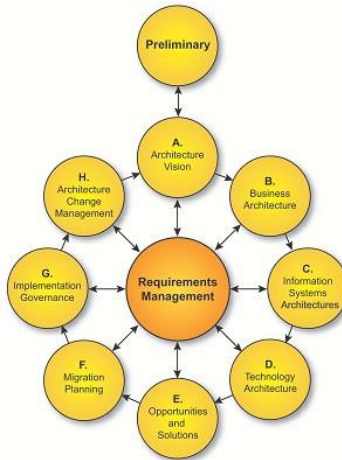 Preliminary
A.
Architecture
Vision
B.
Business
Architecture
C.
Information
Systems
Architectures
D.
Technology
Architecture
E.
Opportunities
and
Solutions
F.
Migration
Planning
G.
Implementation
Governance
H.
Architecture
Change
Management
Requirements
Management